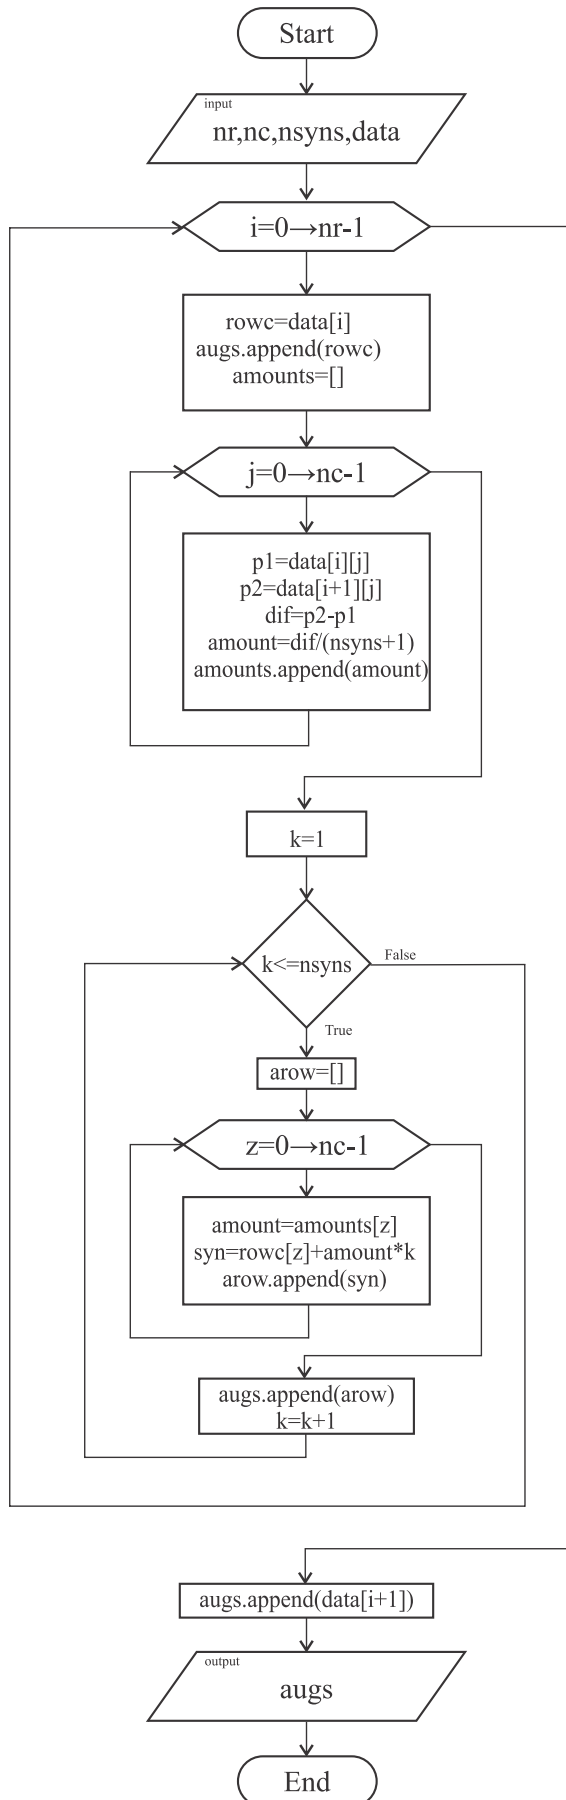 Start
input
nr,nc,nsyns,data
i=0→nr-1
rowc=data[i]
augs.append(rowc)
amounts=[]
j=0→nc-1
p1=data[i][j]
p2=data[i+1][j]
dif=p2-p1
amount=dif/(nsyns+1)
amounts.append(amount)
k=1
k<=nsyns
False
True
arow=[]
z=0→nc-1
amount=amounts[z]
syn=rowc[z]+amount*k
arow.append(syn)
augs.append(arow)
k=k+1
augs.append(data[i+1])
output
augs
End